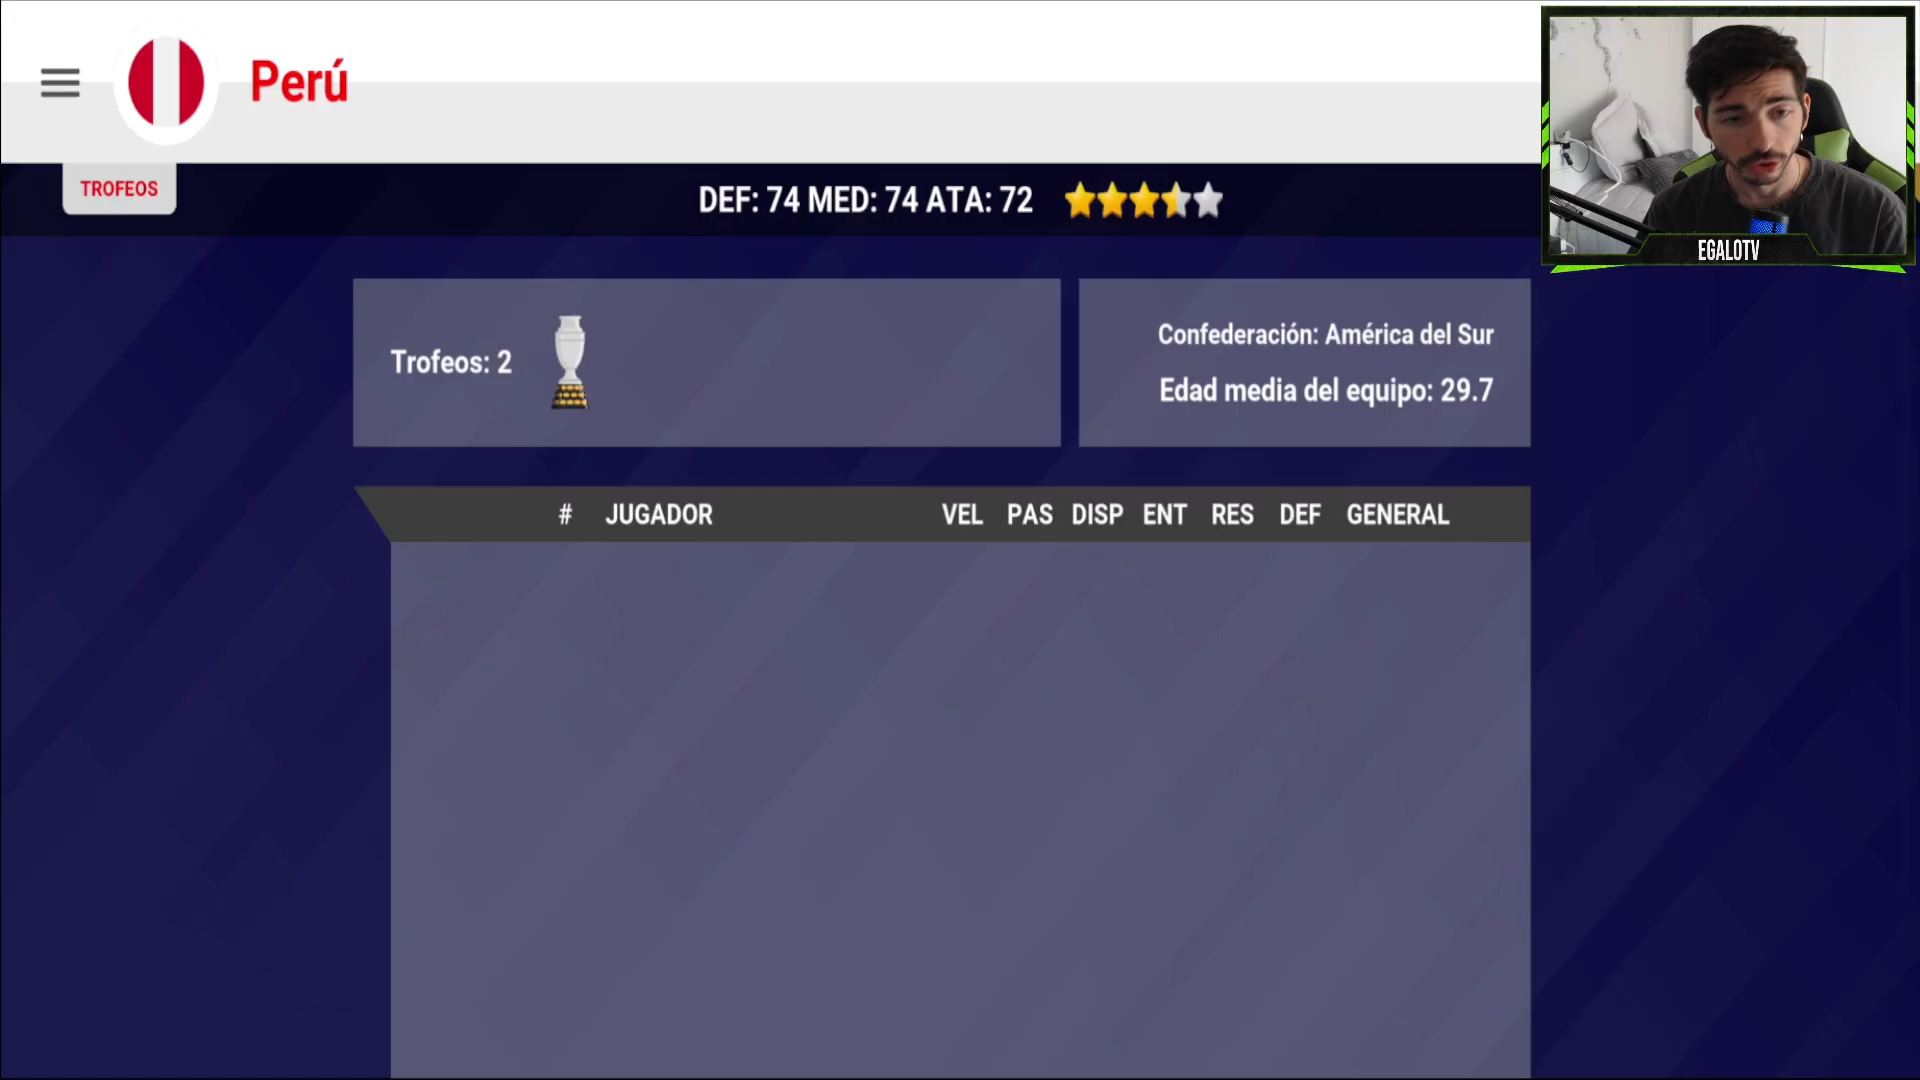 Perú
TROFEOS
DEF: 74 MED: 74 ATA: 72
EGALOTV
Trofeos: 2
Confederación: América del Sur
Edad media del equipo: 29.7
# JUGADOR VEL PAS DISP ENT RES DEF GENERAL